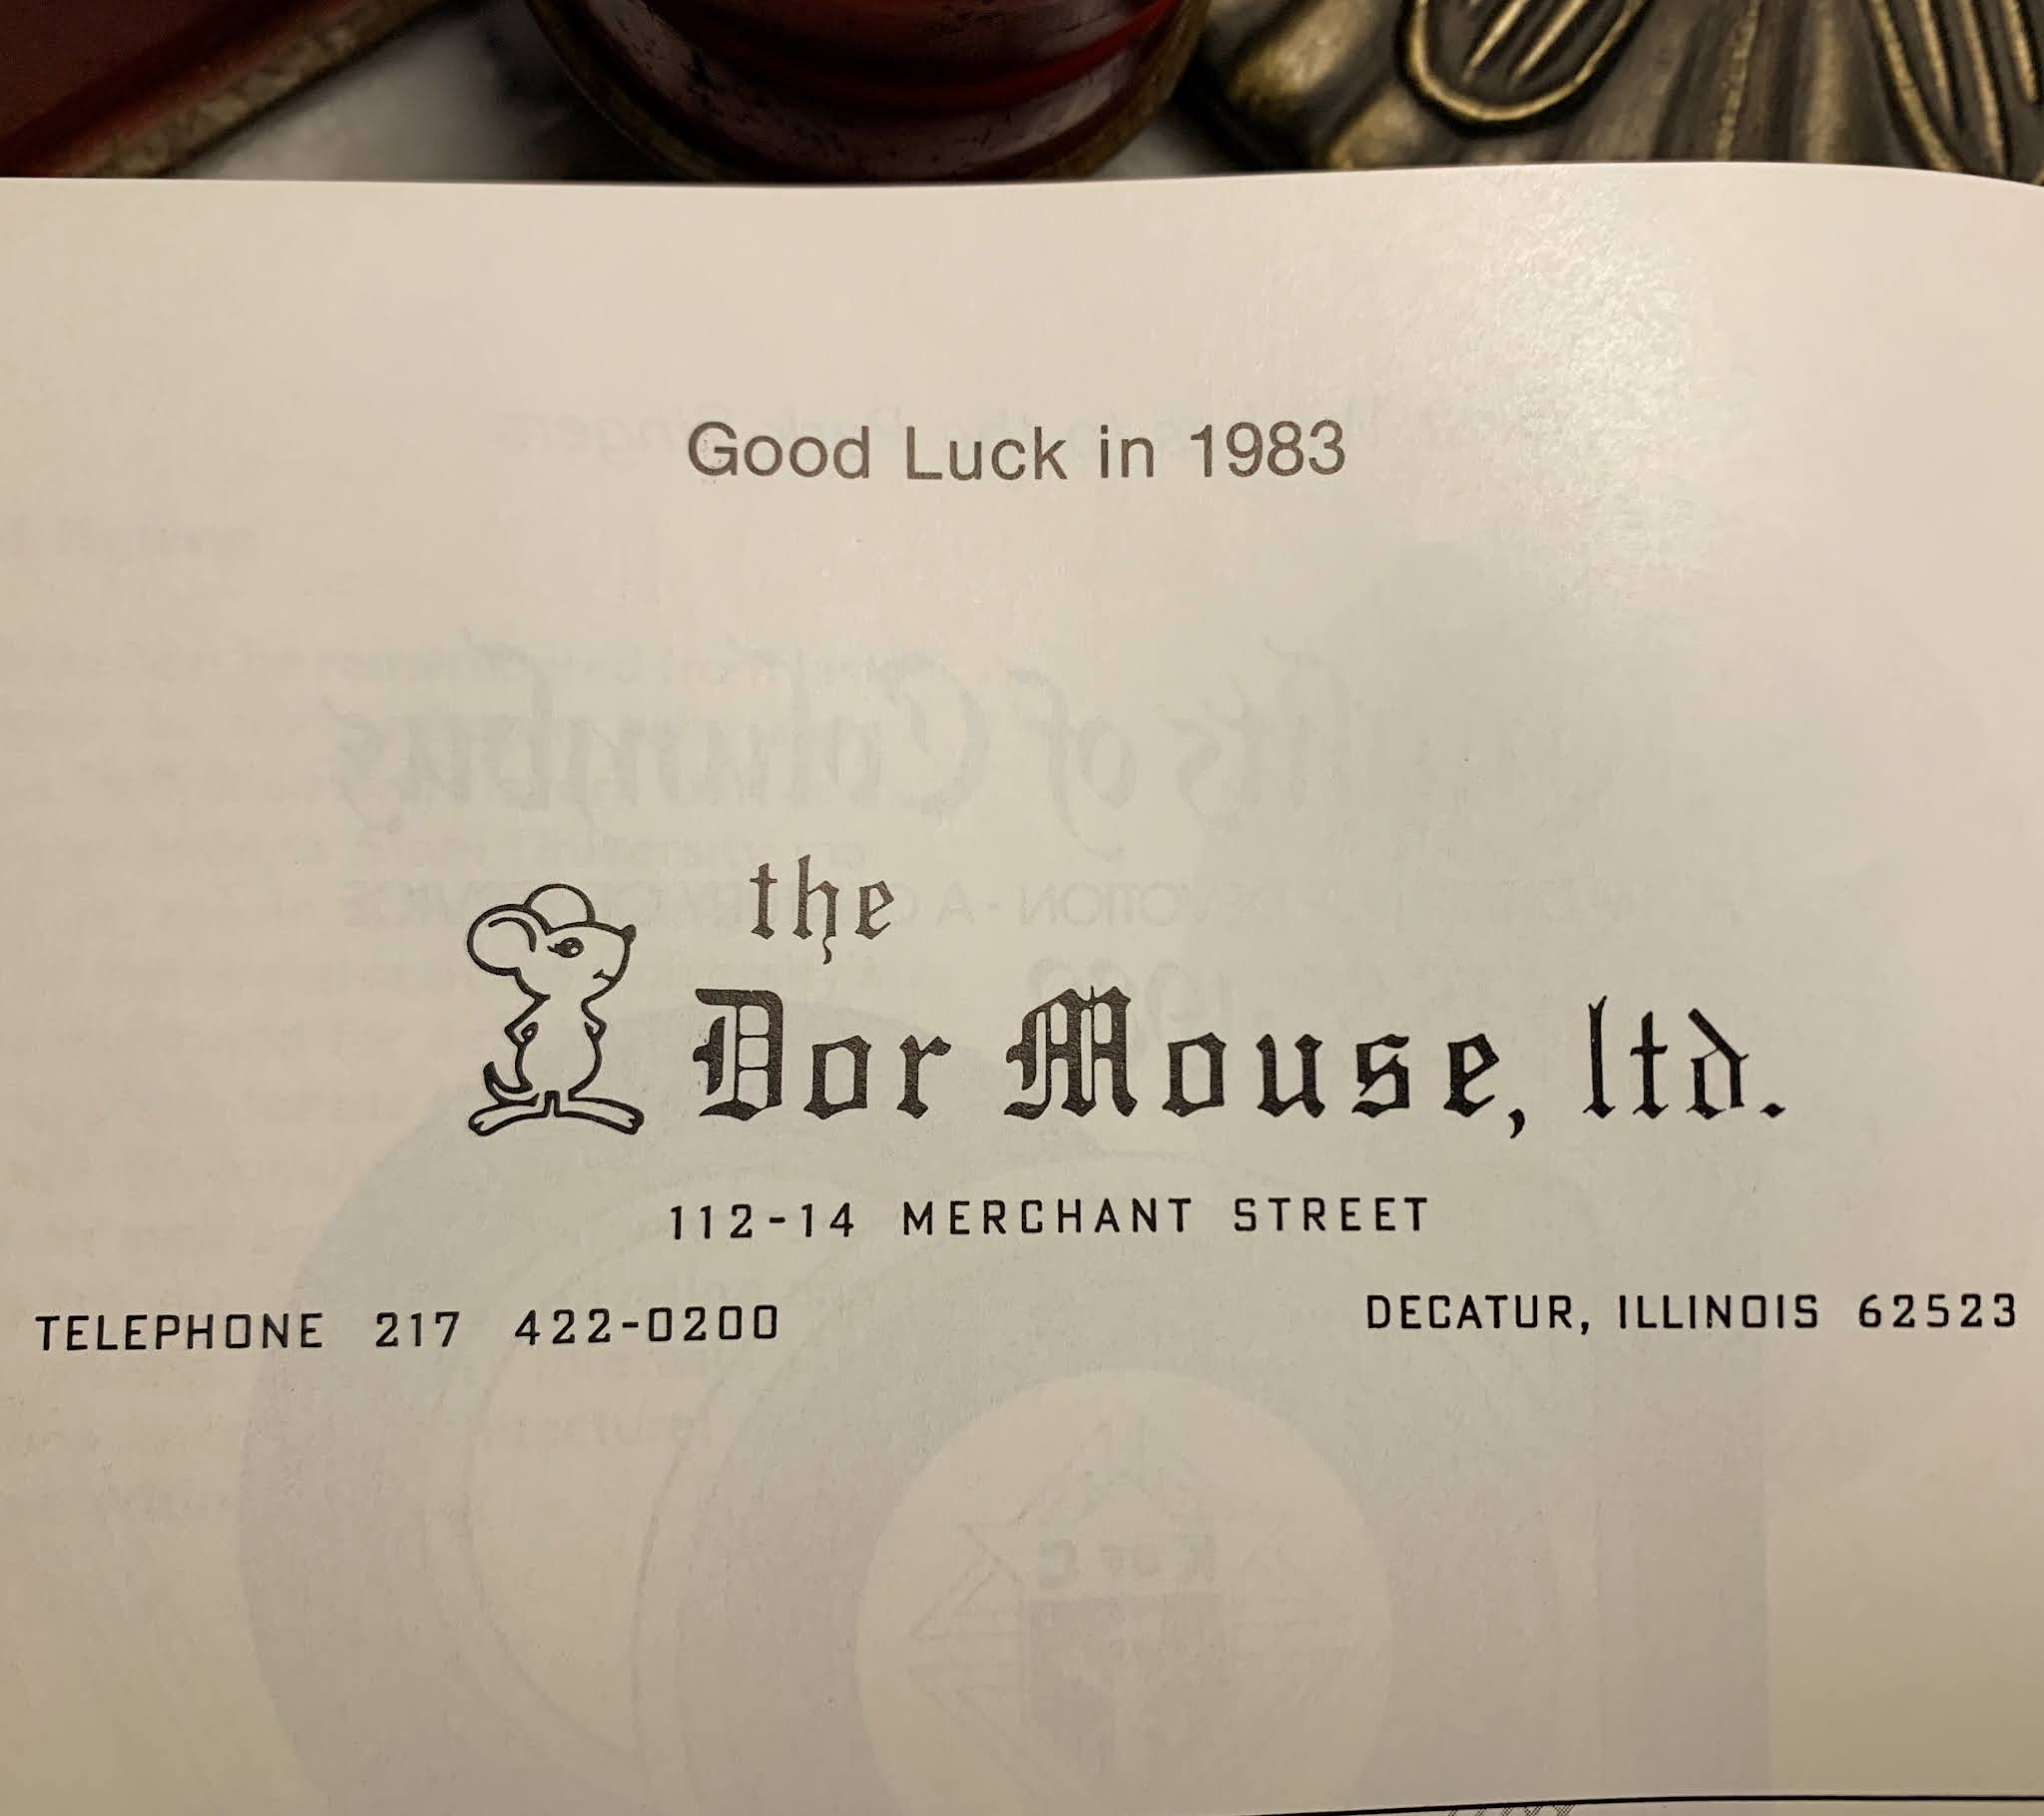 Good Luck in 1983
the
Dor Mouse, ltd.
112-14 MERCHANT STREET
TELEPHONE 217 422-0200 DECATUR, ILLINOIS 62523